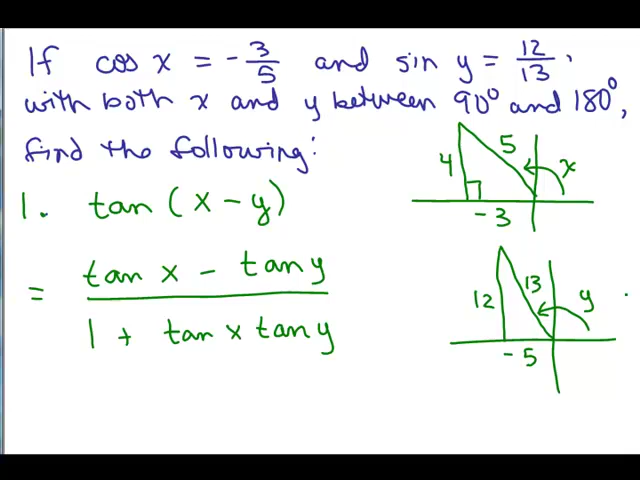 If cos x = -3/5 and sin y = 12/13,
with both x and y between 90° and 180°,
find the following:
1. tan (x - y)
= (tan x - tan y) / (1 + tan x tan y)
4 5 x
-3
12 13 y
-5